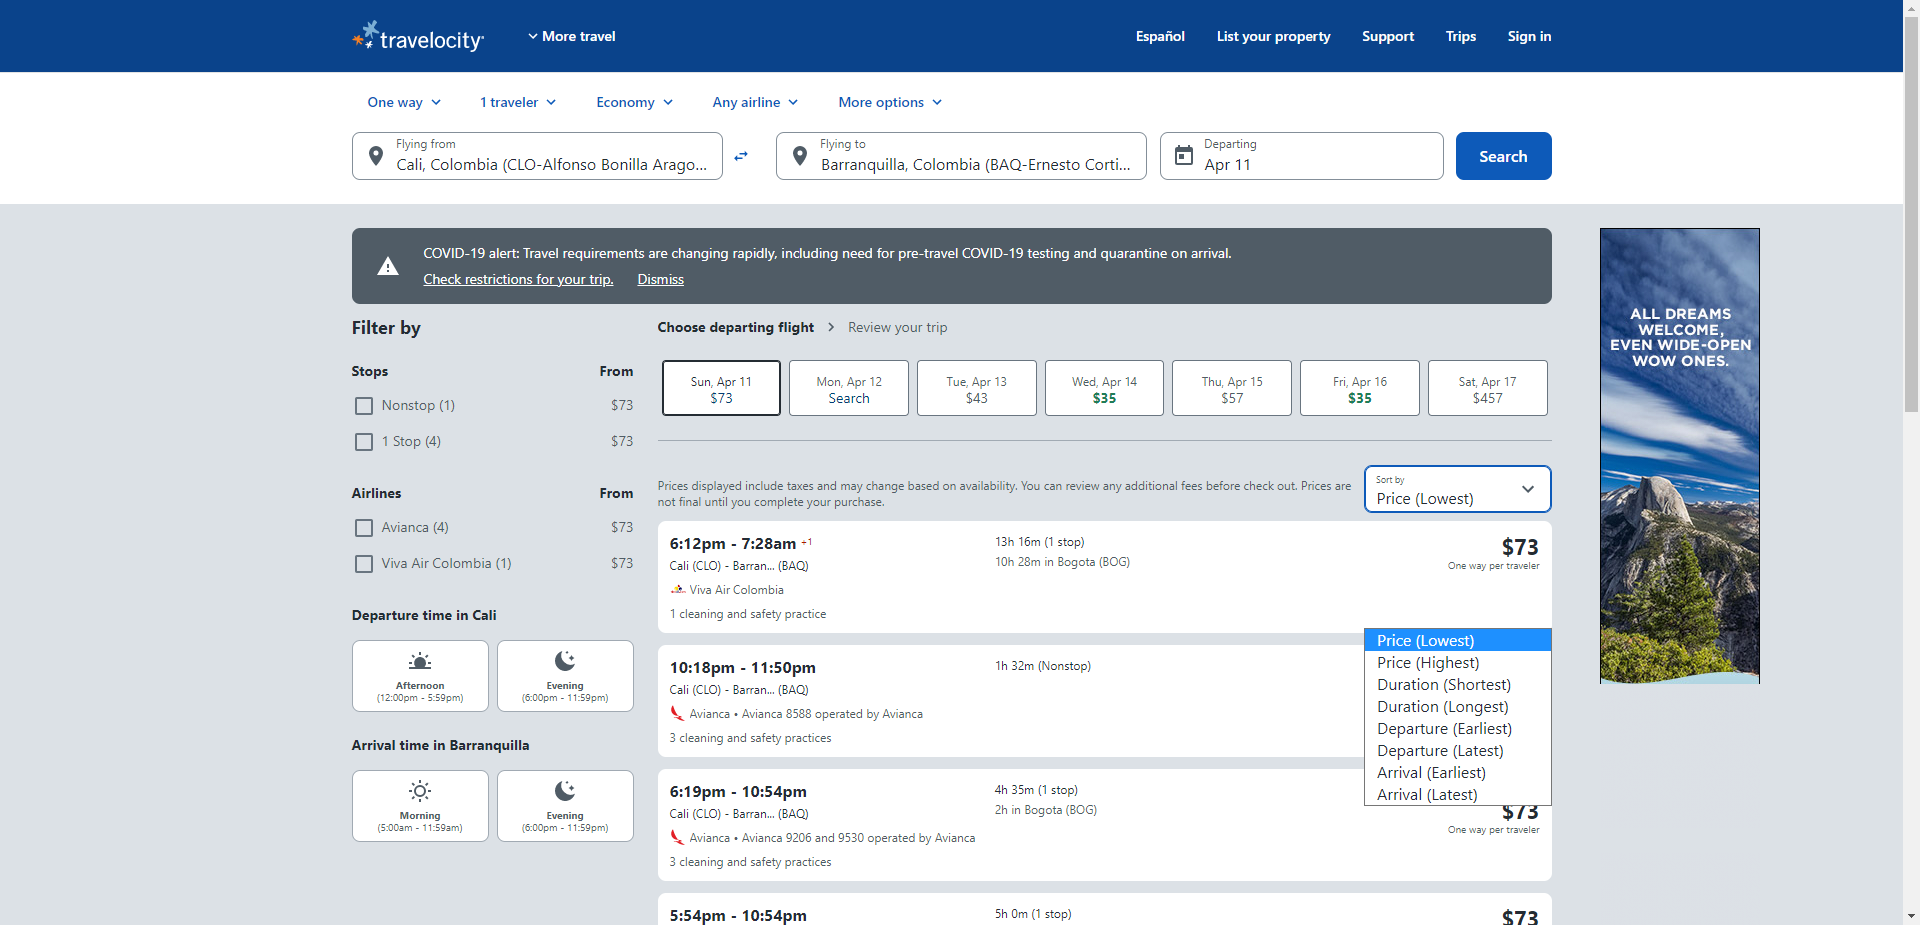 travelocity
More travel
Español
List your property
Support
Trips
Sign in
One way
1 traveler
Economy
Any airline
More options
Flying from
Cali, Colombia (CLO-Alfonso Bonilla Arago...
Flying to
Barranquilla, Colombia (BAQ-Ernesto Corti...
Departing
Apr 11
Search
COVID-19 alert: Travel requirements are changing rapidly, including need for pre-travel COVID-19 testing and quarantine on arrival.
Check restrictions for your trip.
Dismiss
Filter by
Stops
From
Nonstop (1)
$73
1 Stop (4)
$73
Airlines
From
Avianca (4)
$73
Viva Air Colombia (1)
$73
Departure time in Cali
Afternoon
(12:00pm - 5:59pm)
Evening
(6:00pm - 11:59pm)
Arrival time in Barranquilla
Morning
(5:00am - 11:59am)
Evening
(6:00pm - 11:59pm)
Choose departing flight
Review your trip
Sun, Apr 11
$73
Mon, Apr 12
Search
Tue, Apr 13
$43
Wed, Apr 14
$35
Thu, Apr 15
$57
Fri, Apr 16
$35
Sat, Apr 17
$457
Prices displayed include taxes and may change based on availability. You can review any additional fees before check out. Prices are
not final until you complete your purchase.
Sort by
Price (Lowest)
6:12pm - 7:28am +1
Cali (CLO) - Barran... (BAQ)
Viva Air Colombia
1 cleaning and safety practice
13h 16m (1 stop)
10h 28m in Bogota (BOG)
$73
One way per traveler
10:18pm - 11:50pm
Cali (CLO) - Barran... (BAQ)
Avianca • Avianca 8588 operated by Avianca
3 cleaning and safety practices
1h 32m (Nonstop)
Price (Lowest)
Price (Highest)
Duration (Shortest)
Duration (Longest)
Departure (Earliest)
Departure (Latest)
Arrival (Earliest)
Arrival (Latest)
6:19pm - 10:54pm
Cali (CLO) - Barran... (BAQ)
Avianca • Avianca 9206 and 9530 operated by Avianca
3 cleaning and safety practices
4h 35m (1 stop)
2h in Bogota (BOG)
$73
One way per traveler
5:54pm - 10:54pm
5h 0m (1 stop)
$73
ALL DREAMS
WELCOME,
EVEN WIDE-OPEN
WOW ONES.